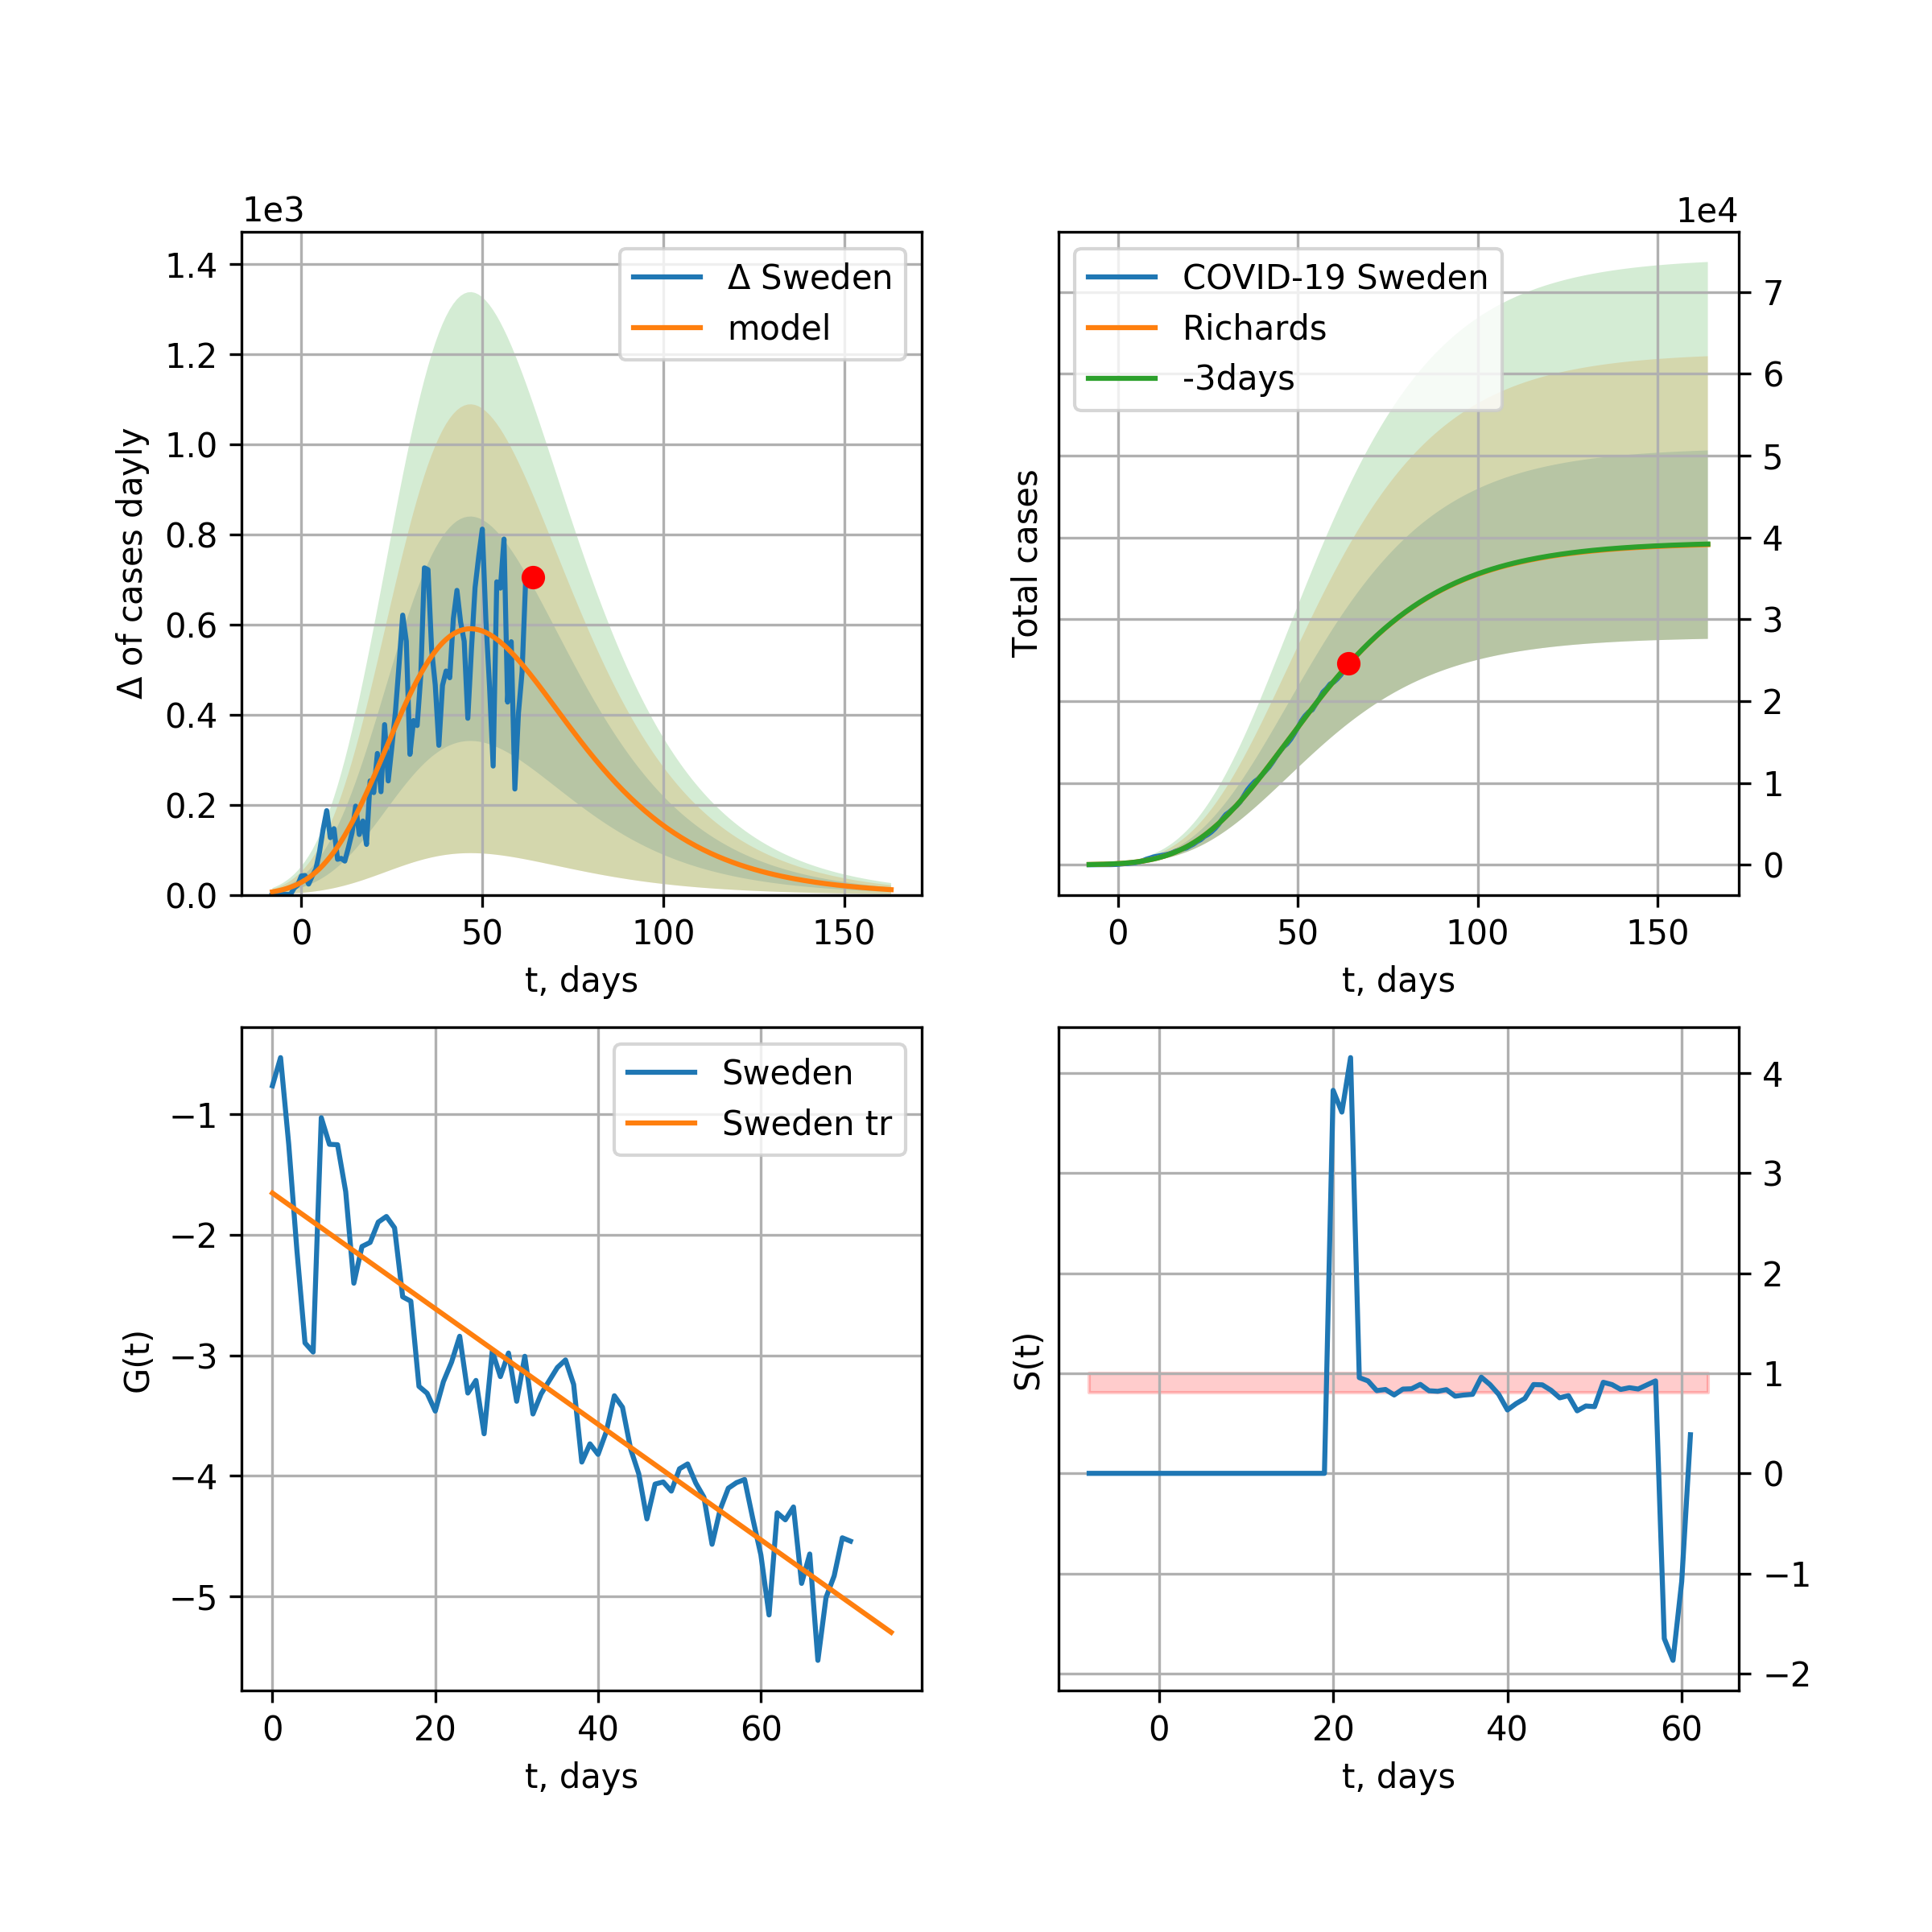 1e3
1.4
1.2
1.0
0.8
0.6
0.4
0.2
0.0
Δ of cases dayly
Δ Sweden
model
0 50 100 150
t, days
1e4
COVID-19 Sweden
Richards
-3days
Total cases
7
6
5
4
3
2
1
0
0 50 100 150
t, days
−1
−2
−3
−4
−5
G(t)
Sweden
Sweden tr
0 20 40 60
t, days
S(t)
4
3
2
1
0
−1
−2
0 20 40 60
t, days